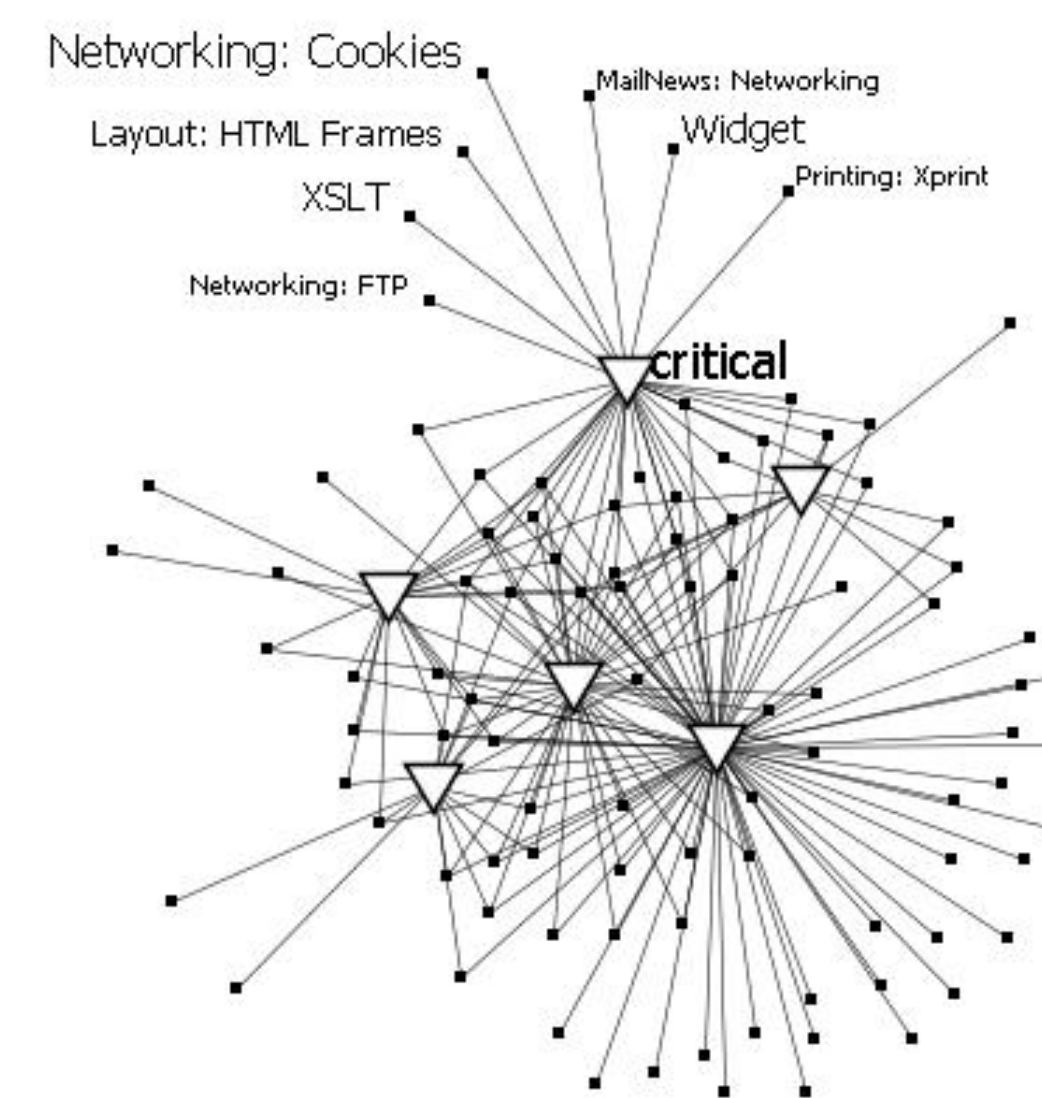 Networking: Cookies
MailNews: Networking
Layout: HTML Frames
Widget
Printing: Xprint
XSLT
Networking: FTP
critical